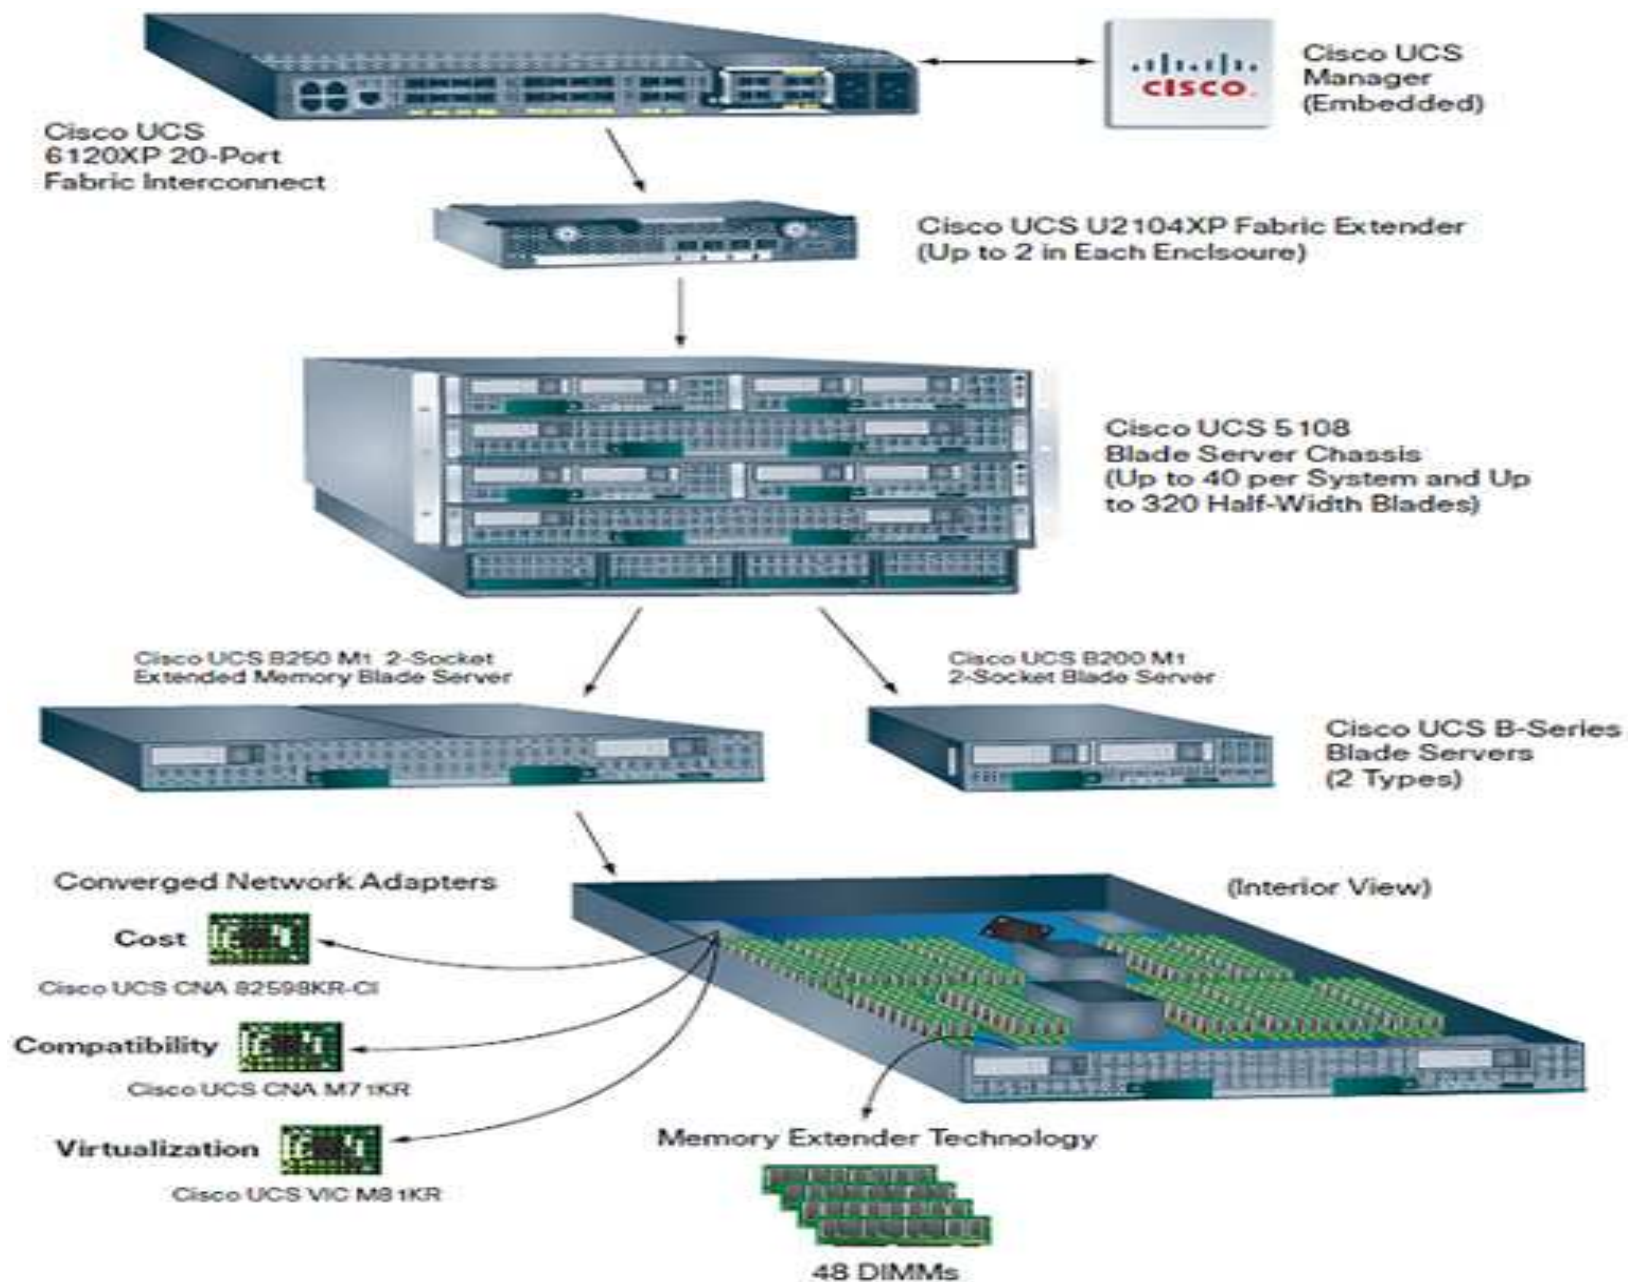 CISCO
Cisco UCS
Manager
(Embedded)
Cisco UCS
6120XP 20-Port
Fabric Interconnect
Cisco UCS U2104XP Fabric Extender
(Up to 2 in Each Enclsoure)
Cisco UCS 5108
Blade Server Chassis
(Up to 40 per System and Up
to 320 Half-Width Blades)
Cisco UCS B250 M1 2-Socket
Extended Memory Blade Server
Cisco UCS B200 M1
2-Socket Blade Server
Cisco UCS B-Series
Blade Servers
(2 Types)
Converged Network Adapters
(Interior View)
Cost
Cisco UCS CNA 82598KR-CI
Compatibility
Cisco UCS CNA M71KR
Virtualization
Cisco UCS VIC M81KR
Memory Extender Technology
48 DIMMs